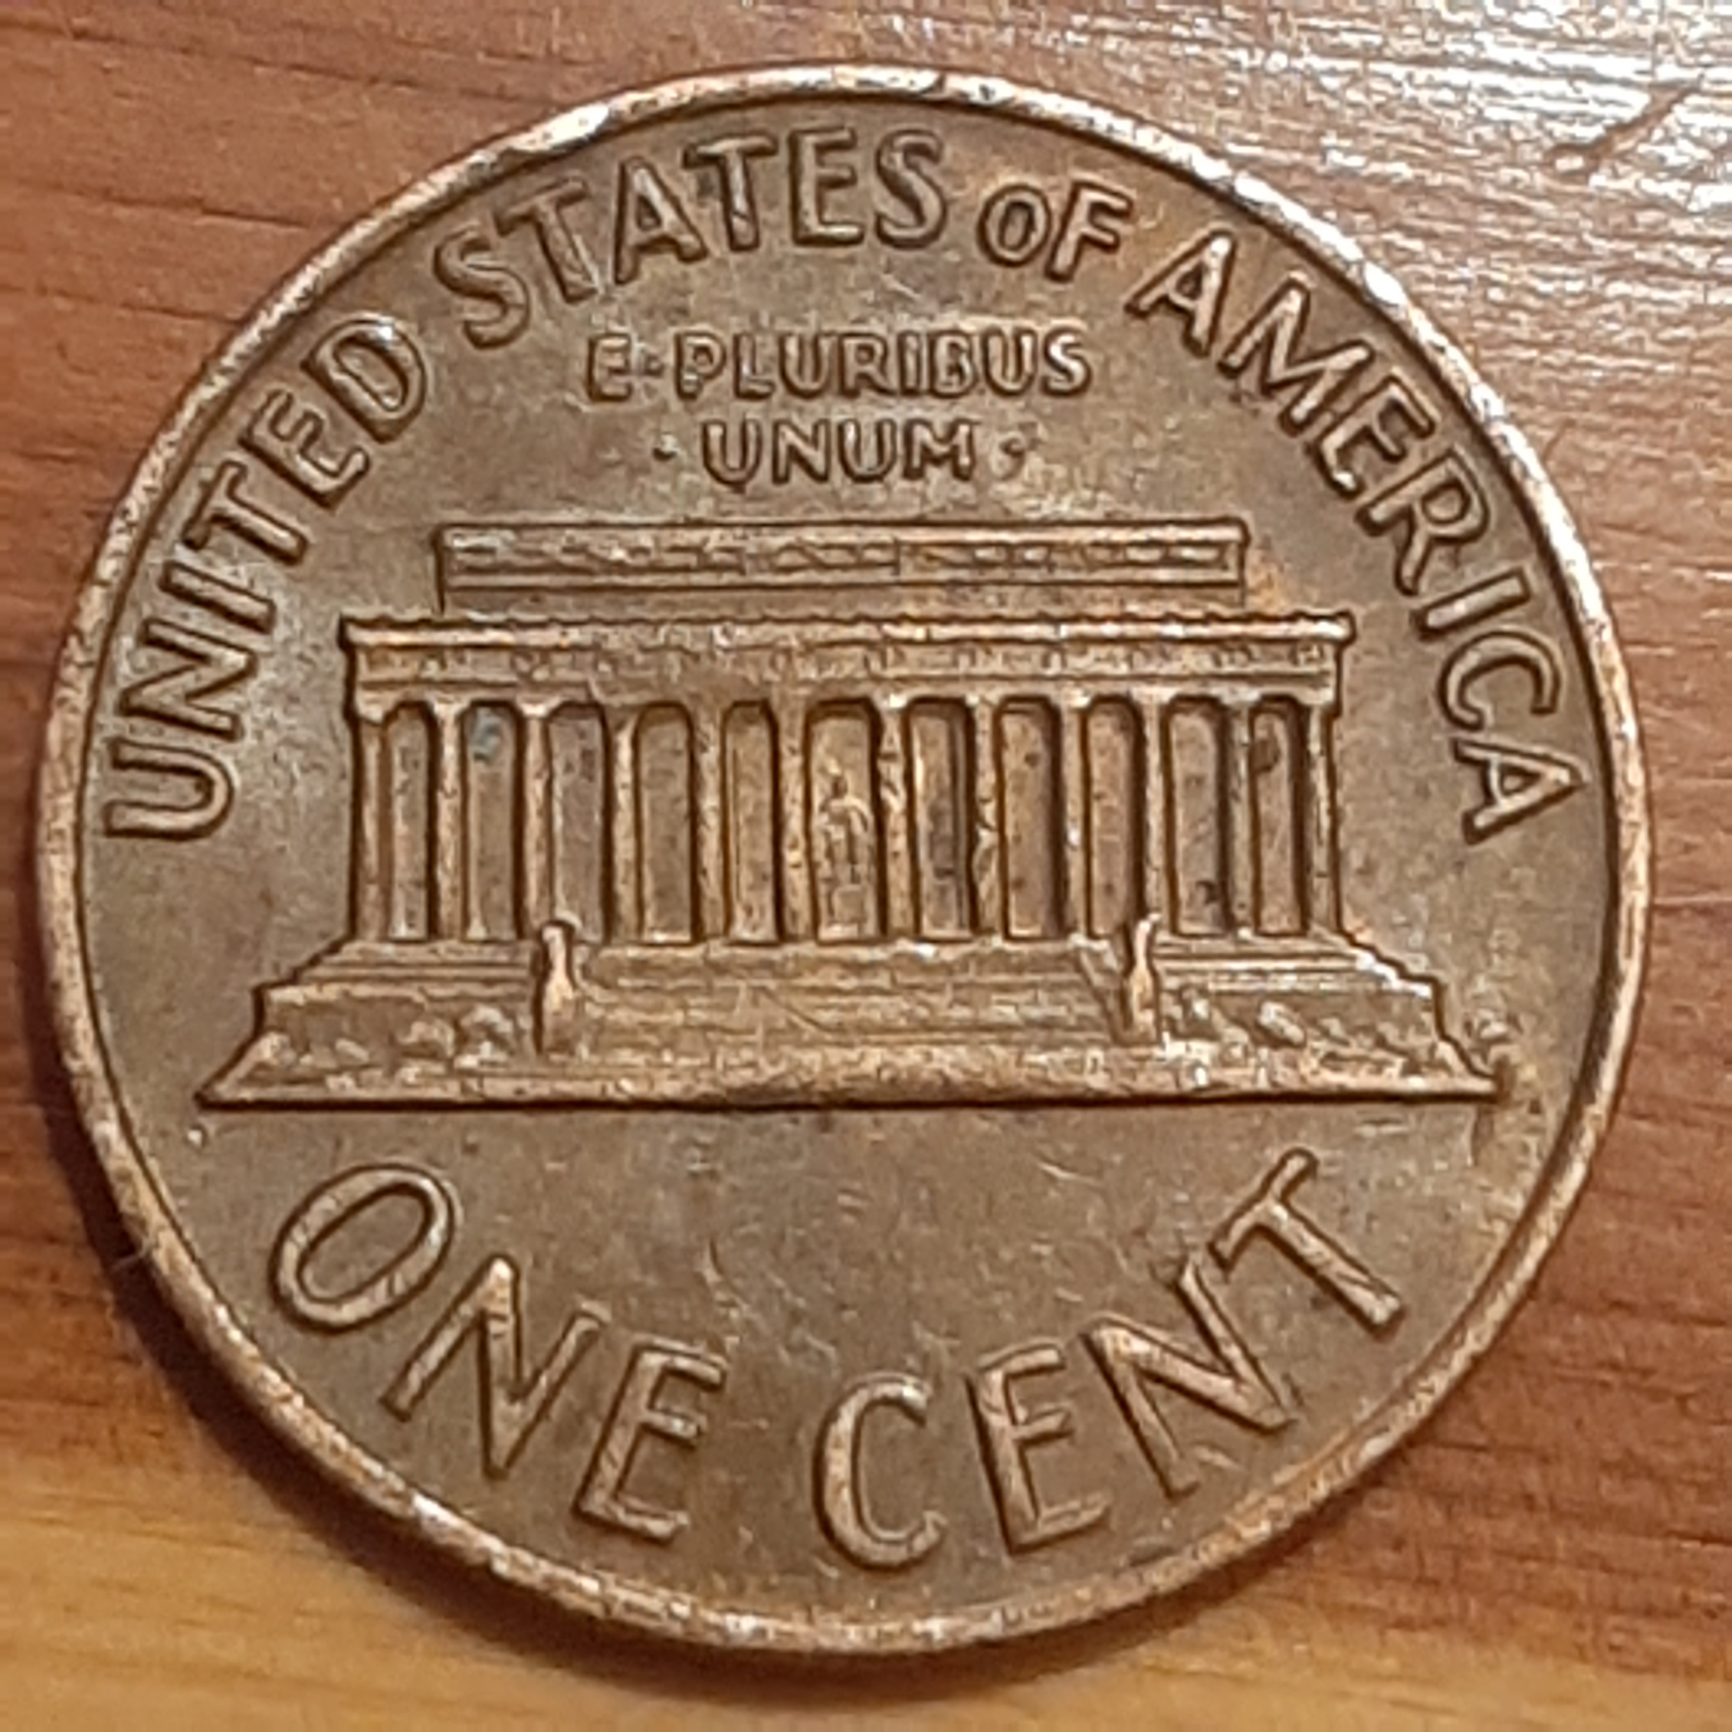 UNITED STATES OF AMERICA
E·PLURIBUS
·UNUM·
ONE CENT